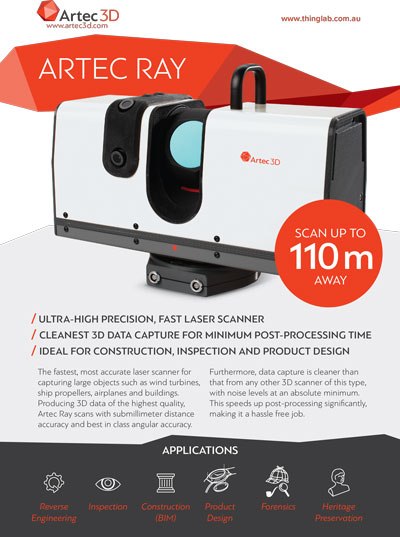 Artec 3D
www.artec3d.com
www.thinglab.com.au
ARTEC RAY
Artec 3D
SCAN UP TO
110 m
AWAY
/ ULTRA-HIGH PRECISION, FAST LASER SCANNER
/ CLEANEST 3D DATA CAPTURE FOR MINIMUM POST-PROCESSING TIME
/ IDEAL FOR CONSTRUCTION, INSPECTION AND PRODUCT DESIGN
The fastest, most accurate laser scanner for
capturing large objects such as wind turbines,
ship propellers, airplanes and buildings.
Producing 3D data of the highest quality,
Artec Ray scans with submillimeter distance
accuracy and best in class angular accuracy.
Furthermore, data capture is cleaner than
that from any other 3D scanner of this type,
with noise levels at an absolute minimum.
This speeds up post-processing significantly,
making it a hassle free job.
APPLICATIONS
Reverse
Engineering
Inspection
Construction
(BIM)
Product
Design
Forensics
Heritage
Preservation